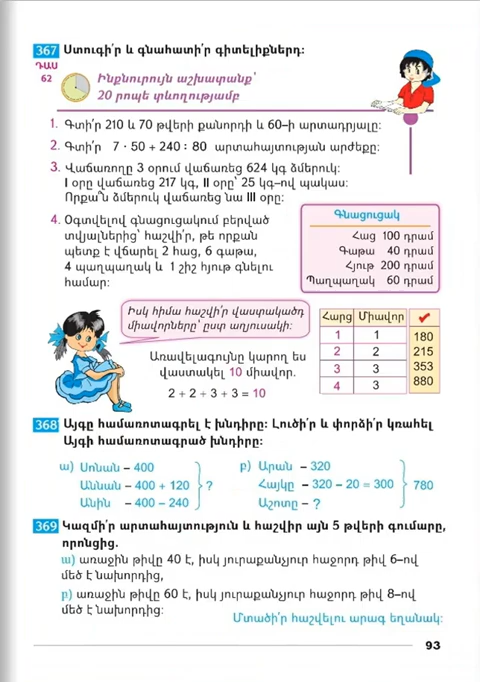 367 Ստուգի՛ր և գնահատի՛ր գիտելիքներդ:
ԴԱՍ
62
Ինքնուրույն աշխատանք՝
20 րոպե տևողությամբ
1. Գտի՛ր 210 և 70 թվերի քանորդի և 60–ի արտադրյալը:
2. Գտի՛ր 7 · 50 + 240 : 80 արտահայտության արժեքը:
3. Վաճառողը 3 օրում վաճառեց 624 կգ ձմերուկ:
I օրը վաճառեց 217 կգ, II օրը՝ 25 կգ–ով պակաս:
Որքա՞ն ձմերուկ վաճառեց նա III օրը:
4. Օգտվելով գնացուցակում բերված
տվյալներից՝ հաշվի՛ր, թե որքան
պետք է վճարել 2 հաց, 6 գաթա,
4 պաղպաղակ և 1 շիշ հյութ գնելու
համար:
Գնացուցակ
Հաց 100 դրամ
Գաթա 40 դրամ
Հյութ 200 դրամ
Պաղպաղակ 60 դրամ
Իսկ հիմա հաշվի՛ր վաստակածդ
միավորները՝ ըստ աղյուսակի:
Առավելագույնը կարող ես
վաստակել 10 միավոր.
2 + 2 + 3 + 3 = 10
Հարց Միավոր ✓
1 1 180
2 2 215
3 3 353
4 3 880
368 Այգը համառոտագրել է խնդիրը: Լուծի՛ր և փորձի՛ր կռահել
Այգի համառոտագրած խնդիրը:
ա) Սոնան – 400
Աննան – 400 + 120
Անին – 400 – 240
?
բ) Արան – 320
Հայկը – 320 – 20 = 300
Աշոտը – ?
780
369 Կազմի՛ր արտահայտություն և հաշվիր այն 5 թվերի գումարը,
որոնցից.
ա) առաջին թիվը 40 է, իսկ յուրաքանչյուր հաջորդ թիվ 6–ով
մեծ է նախորդից,
բ) առաջին թիվը 60 է, իսկ յուրաքանչյուր հաջորդ թիվ 8–ով
մեծ է նախորդից:
Մտածի՛ր հաշվելու արագ եղանակ:
93